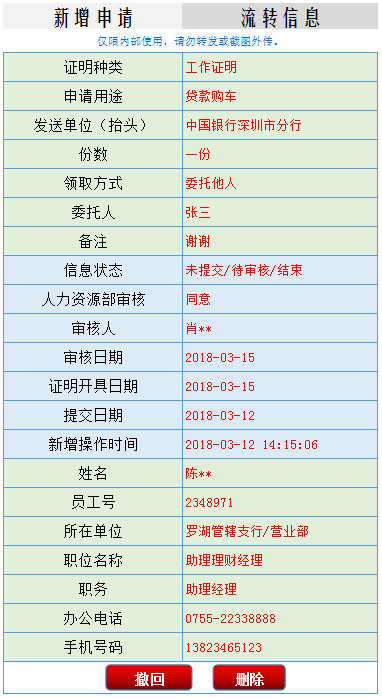 新增申请 流转信息
仅限内部使用，请勿转发或截图外传。
证明种类 工作证明
申请用途 贷款购车
发送单位（抬头） 中国银行深圳市分行
份数 一份
领取方式 委托他人
委托人 张三
备注 谢谢
信息状态 未提交/待审核/结束
人力资源部审核 同意
审核人 肖**
审核日期 2018-03-15
证明开具日期 2018-03-15
提交日期 2018-03-12
新增操作时间 2018-03-12 14:15:06
姓名 陈**
员工号 2348971
所在单位 罗湖管辖支行/营业部
职位名称 助理理财经理
职务 助理经理
办公电话 0755-22338888
手机号码 13823465123
撤回 删除